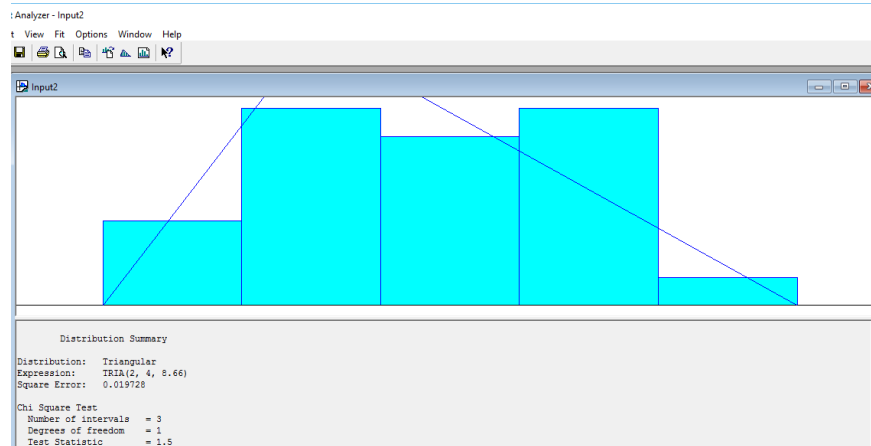 : Analyzer - Input2
t View Fit Options Window Help
Input2
Distribution Summary
Distribution: Triangular
Expression: TRIA(2, 4, 8.66)
Square Error: 0.019728
Chi Square Test
Number of intervals = 3
Degrees of freedom = 1
Test Statistic = 1.5